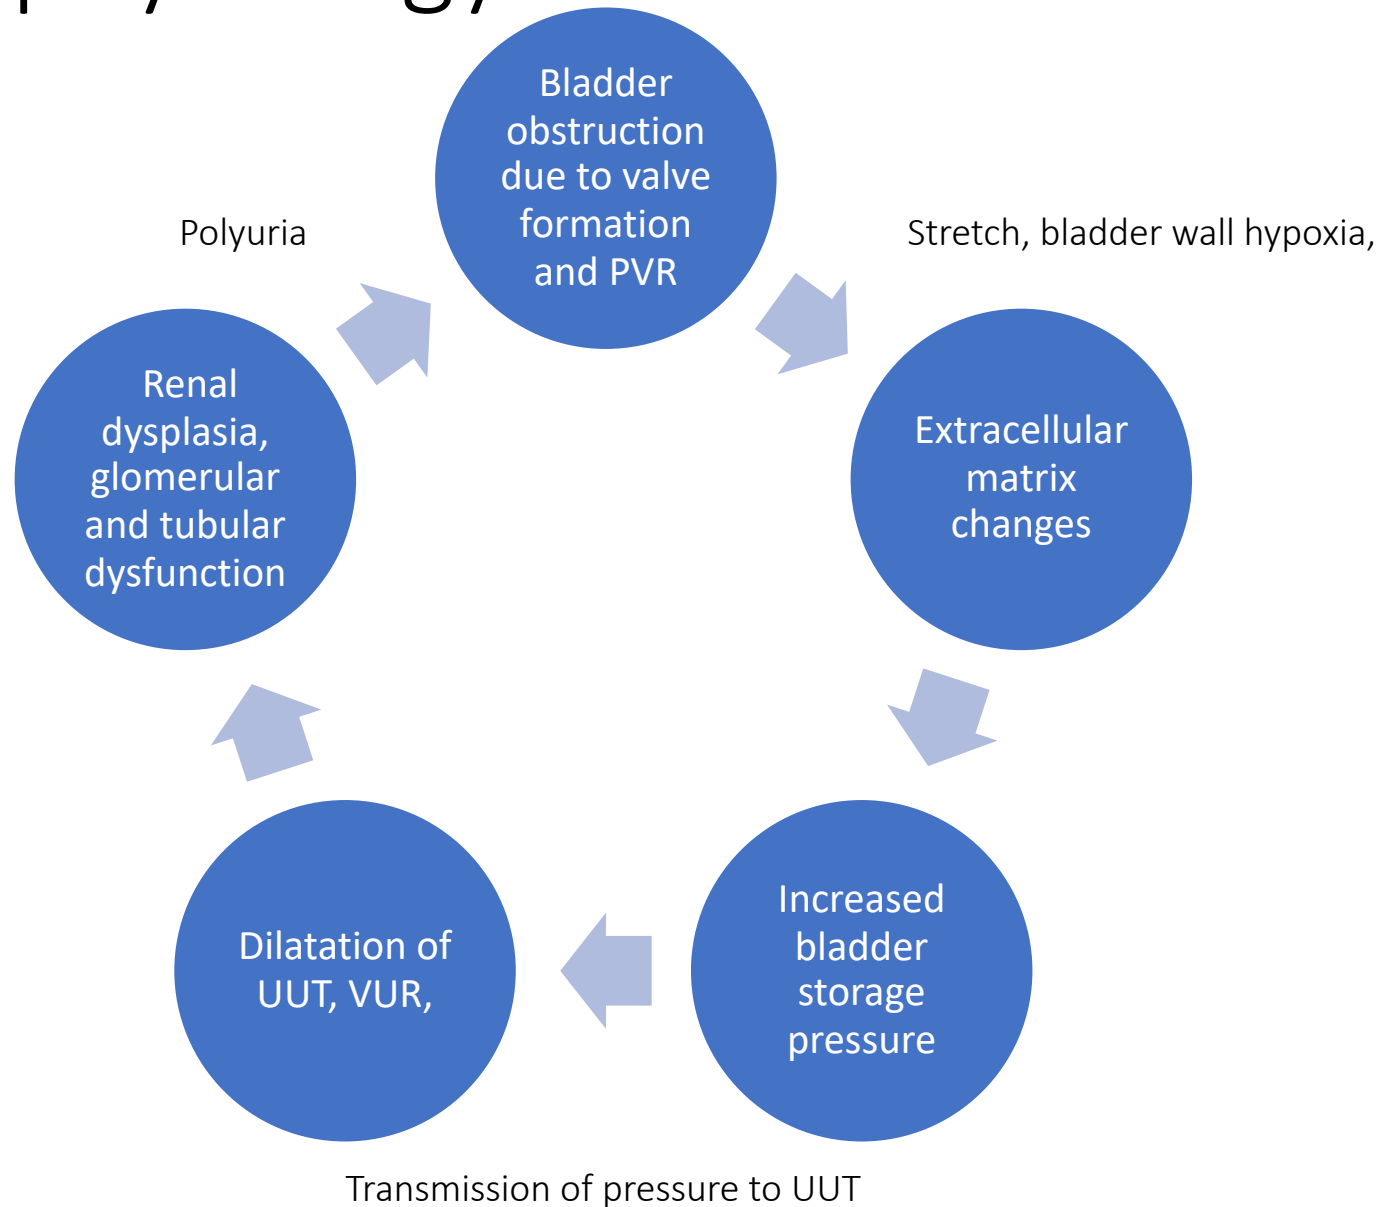 Bladder
obstruction
due to valve
formation
and PVR
Stretch, bladder wall hypoxia,
Extracellular
matrix
changes
Increased
bladder
storage
pressure
Transmission of pressure to UUT
Dilatation of
UUT, VUR,
Renal
dysplasia,
glomerular
and tubular
dysfunction
Polyuria